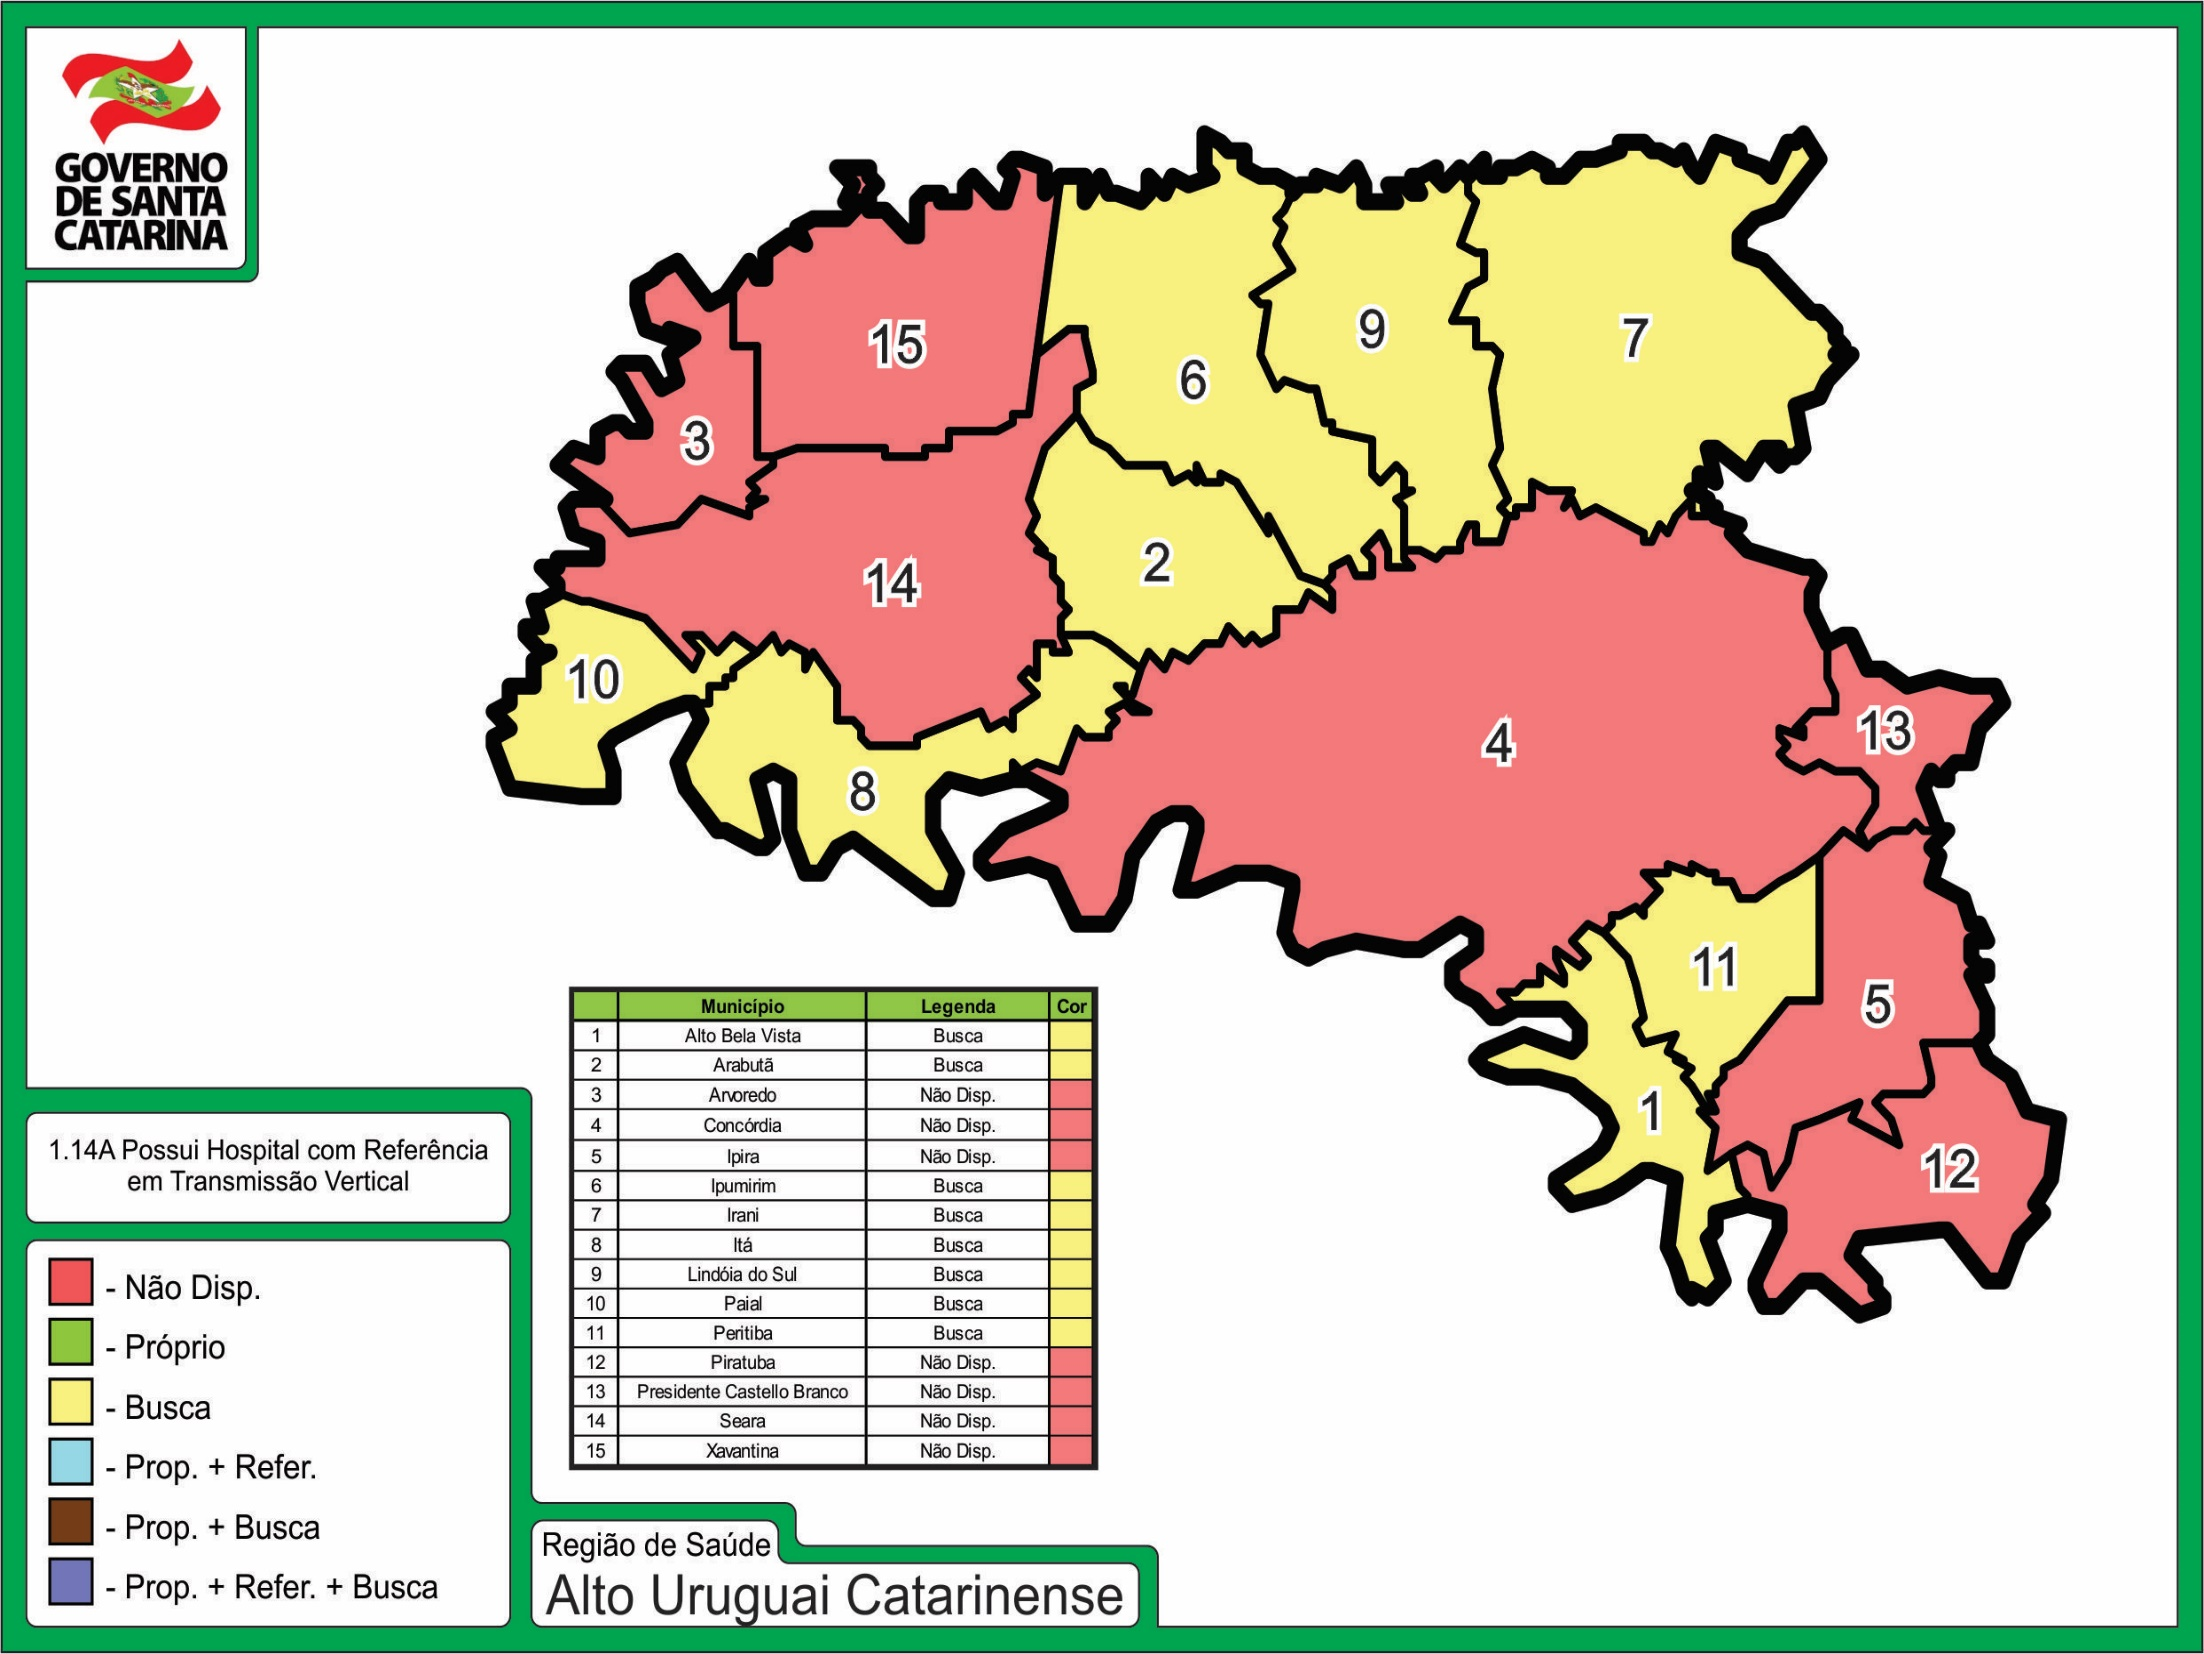 GOVERNO
DE SANTA
CATARINA
15
9
7
6
3
2
14
10
4
13
8
11
5
1
12
Município Legenda Cor
1 Alto Bela Vista Busca
2 Arabutã Busca
3 Arvoredo Não Disp.
4 Concórdia Não Disp.
5 Ipira Não Disp.
6 Ipumirim Busca
7 Irani Busca
8 Itá Busca
9 Lindóia do Sul Busca
10 Paial Busca
11 Peritiba Busca
12 Piratuba Não Disp.
13 Presidente Castello Branco Não Disp.
14 Seara Não Disp.
15 Xavantina Não Disp.
1.14A Possui Hospital com Referência
em Transmissão Vertical
- Não Disp.
- Próprio
- Busca
- Prop. + Refer.
- Prop. + Busca
- Prop. + Refer. + Busca
Região de Saúde
Alto Uruguai Catarinense